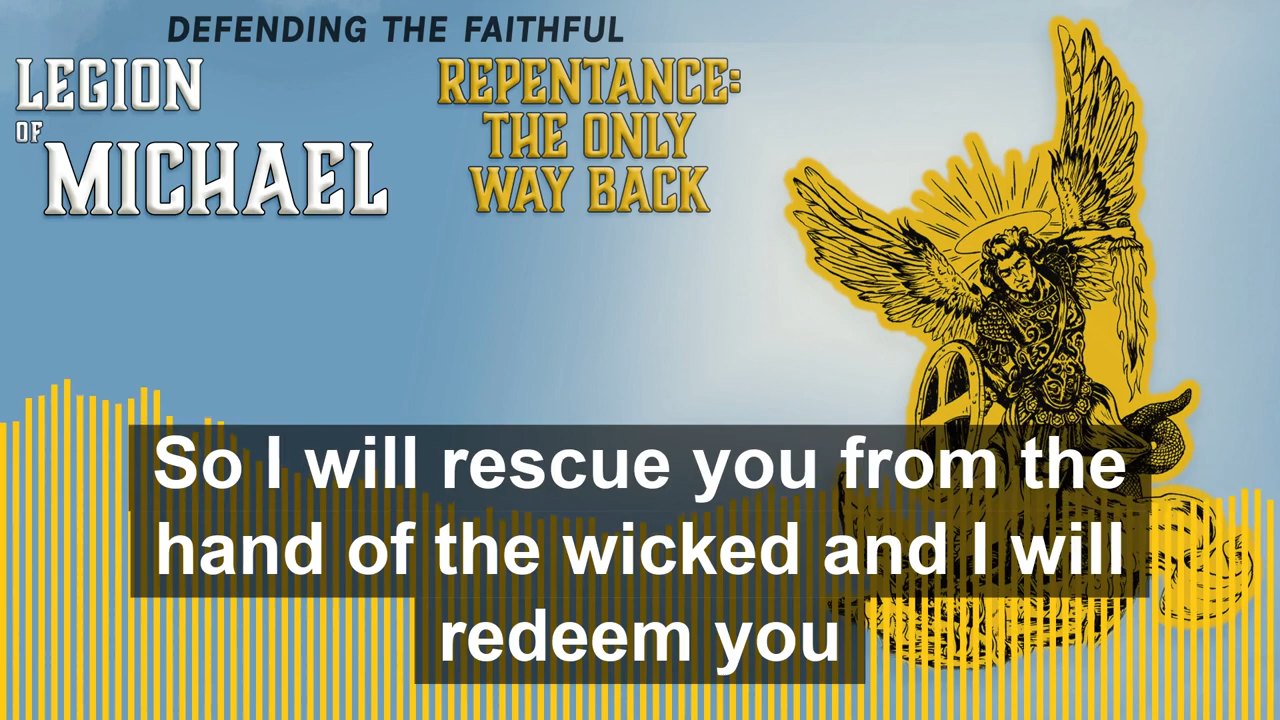 DEFENDING THE FAITHFUL
LEGION
OF
MICHAEL
REPENTANCE:
THE ONLY
WAY BACK
So I will rescue you from the
hand of the wicked and I will
redeem you